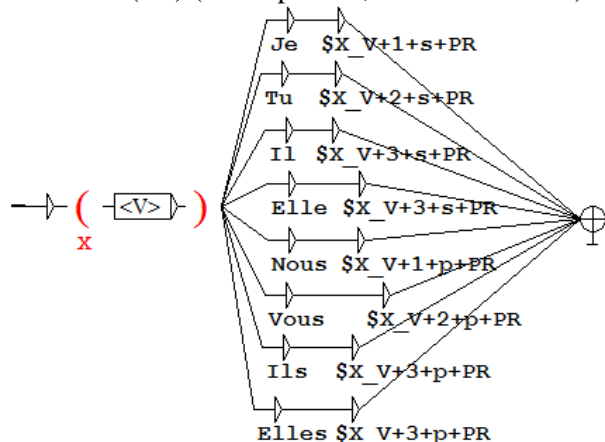 Je $X_V+1+s+PR
Tu $X_V+2+s+PR
Il $X_V+3+s+PR
( <V> )
x
Elle $X_V+3+s+PR
Nous $X_V+1+p+PR
Vous $X_V+2+p+PR
Ils $X_V+3+p+PR
Elles $X_V+3+p+PR